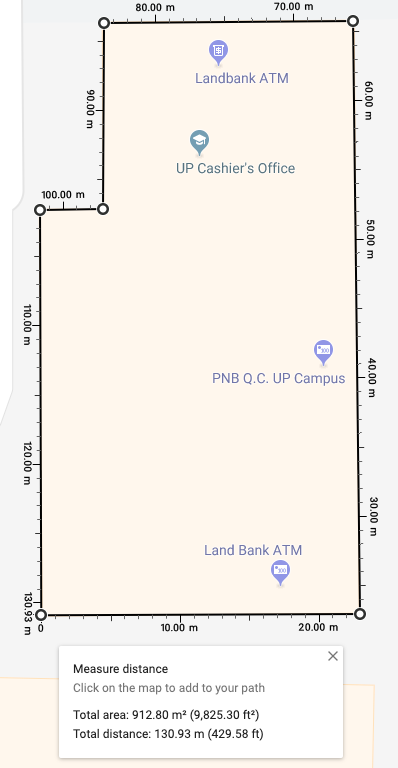 80.00 m
70.00 m
Landbank ATM
90.00 m
60.00 m
UP Cashier's Office
100.00 m
50.00 m
110.00 m
PNB Q.C. UP Campus
40.00 m
120.00 m
30.00 m
Land Bank ATM
130.93 m
0
10.00 m
20.00 m
Measure distance
Click on the map to add to your path
Total area: 912.80 m² (9,825.30 ft²)
Total distance: 130.93 m (429.58 ft)